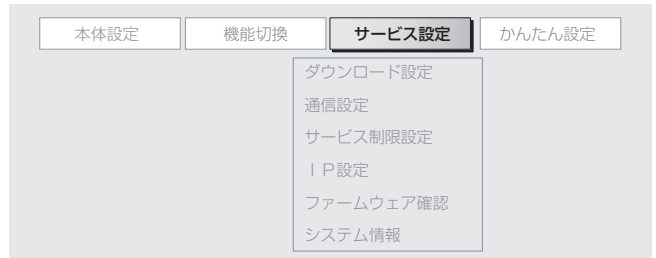 本体設定 機能切換 サービス設定 かんたん設定
ダウンロード設定
通信設定
サービス制限設定
ＩＰ設定
ファームウェア確認
システム情報